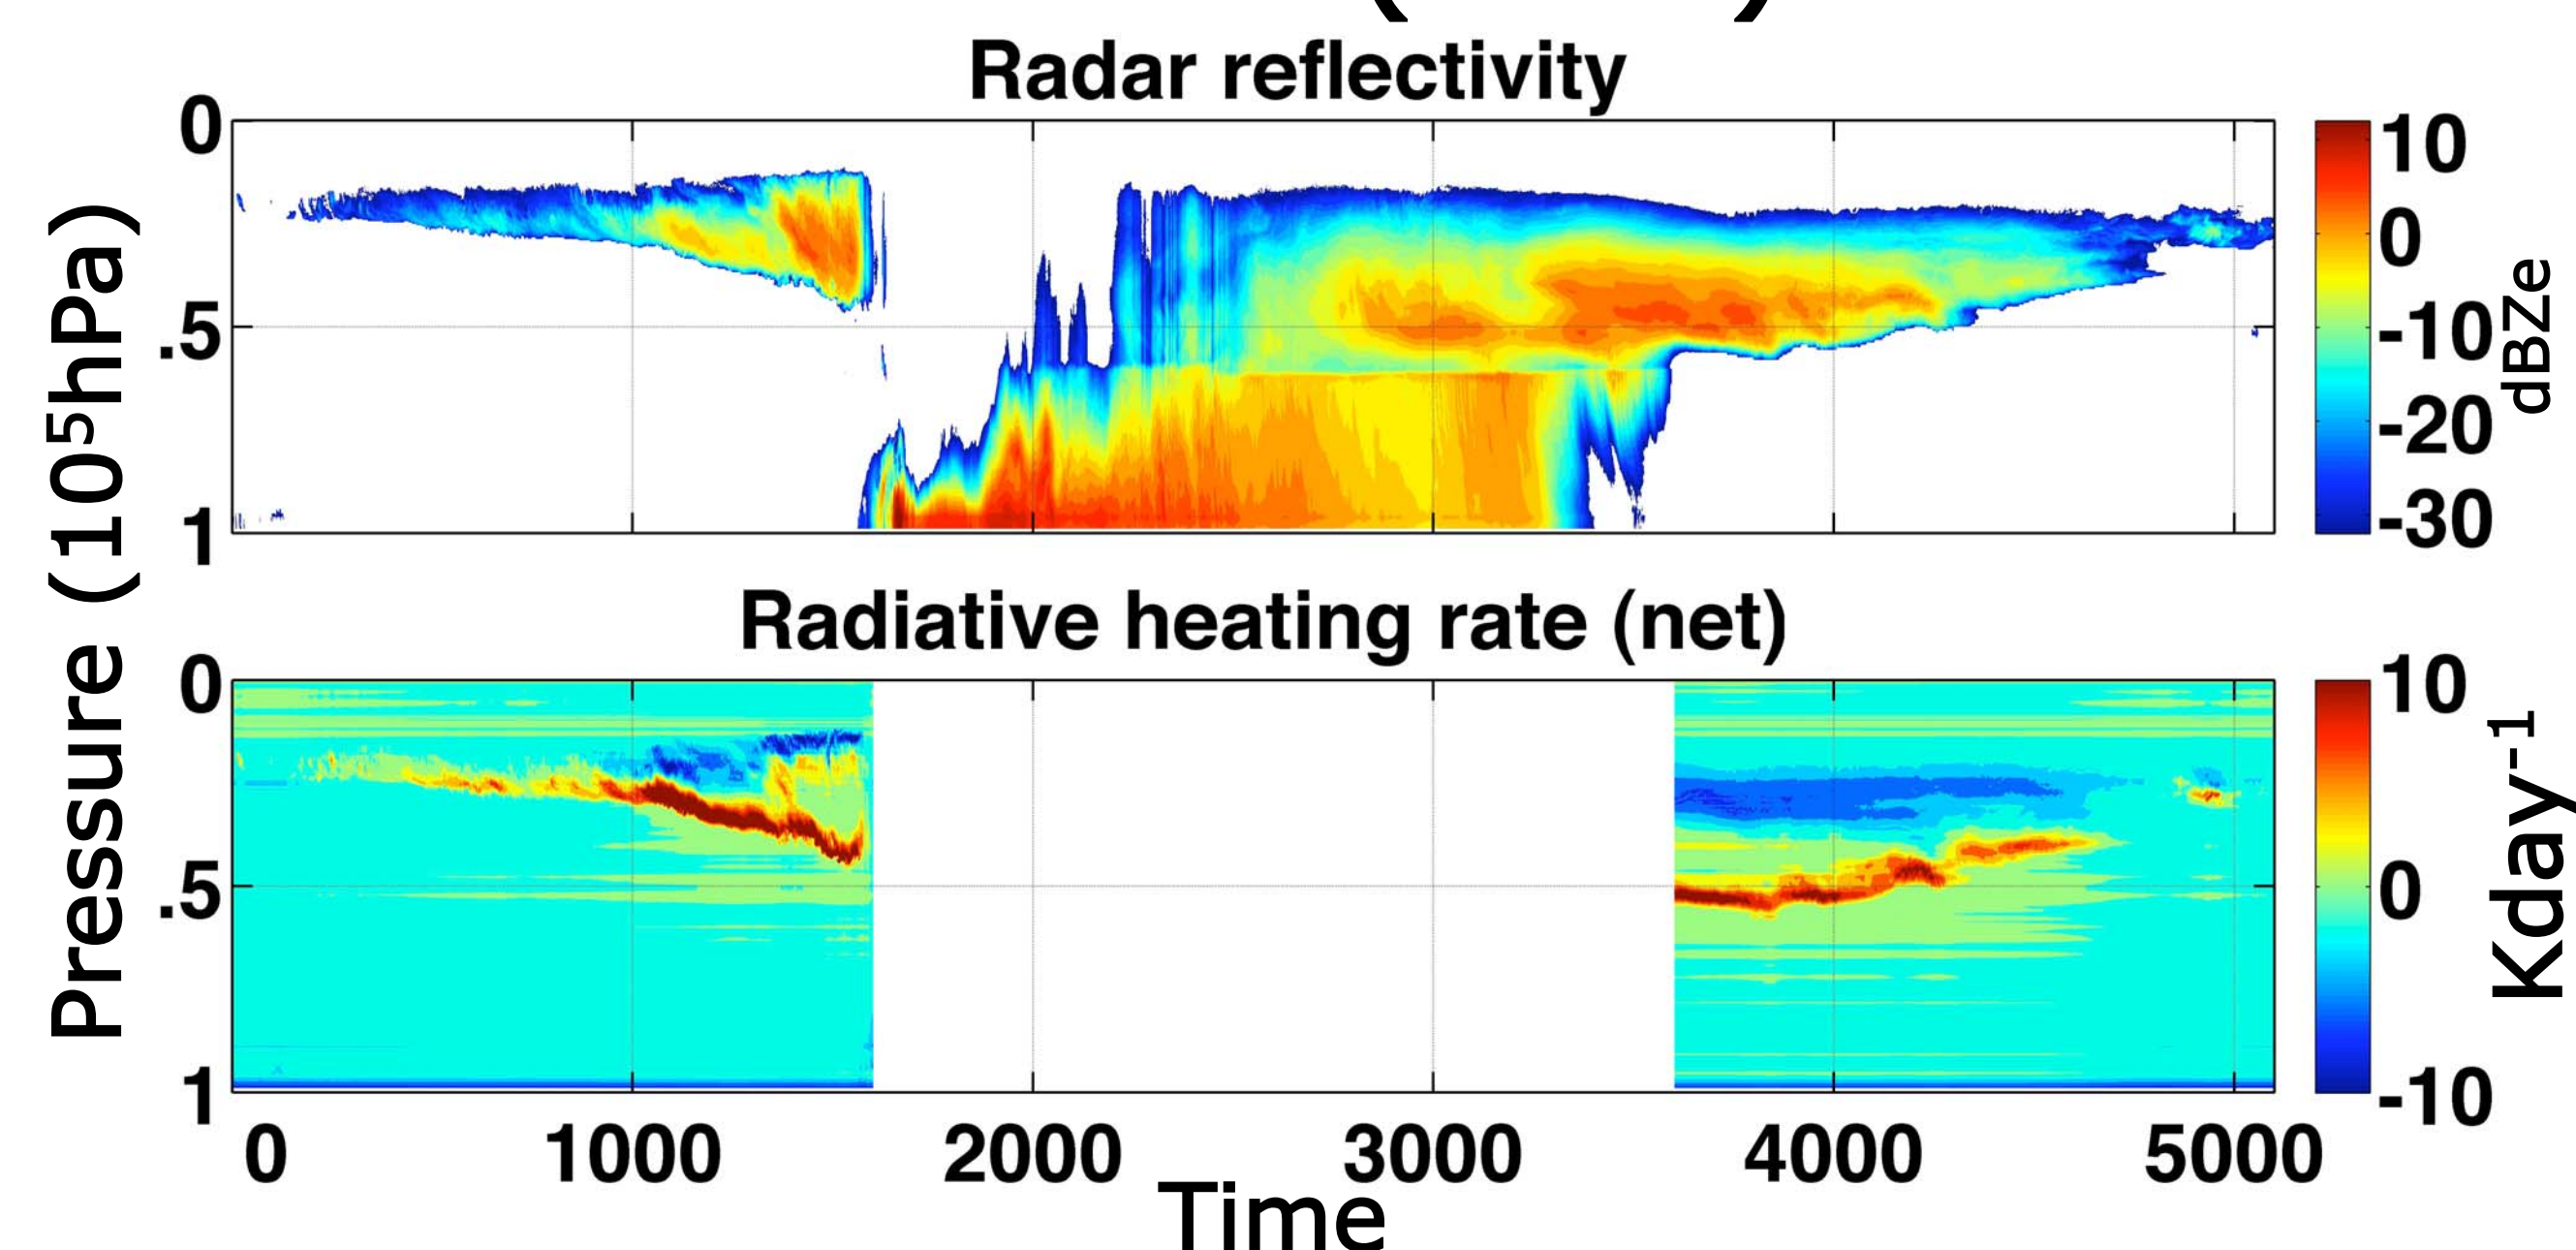 Radar reflectivity
0
.5
1
10
0
-10
-20
-30
dBZe
Pressure (10⁵hPa)
Radiative heating rate (net)
0
.5
1
10
0
-10
Kday⁻¹
0 1000 2000 3000 4000 5000
Time